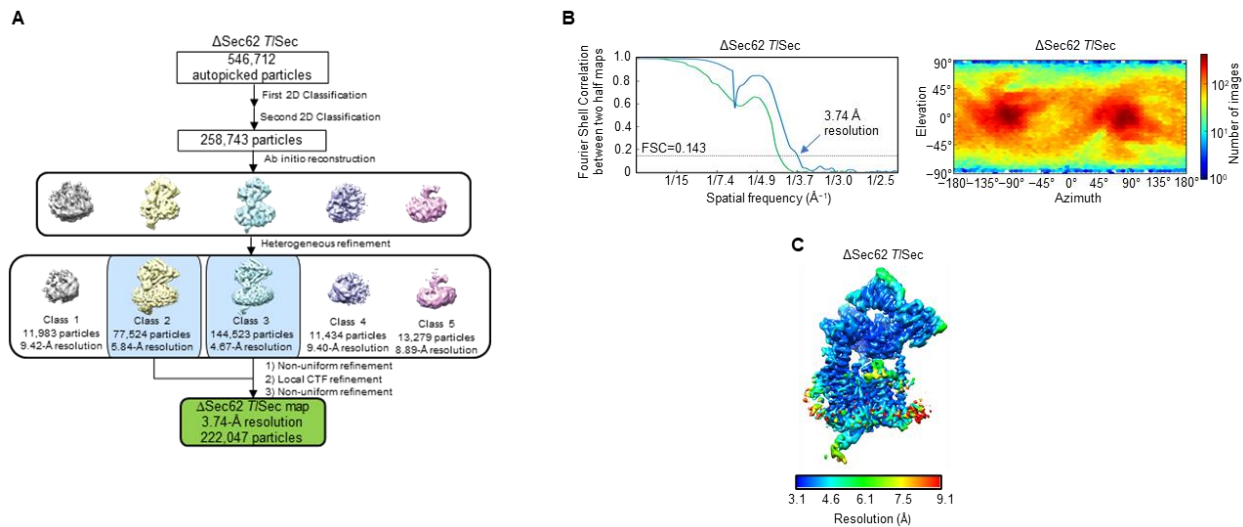 A
ΔSec62 Tl Sec
546,712
autopicked particles
First 2D Classification
Second 2D Classification
258,743 particles
Ab initio reconstruction
Heterogeneous refinement
Class 1
11,983 particles
9.42-Å resolution
Class 2
77,524 particles
5.84-Å resolution
Class 3
144,523 particles
4.67-Å resolution
Class 4
11,434 particles
9.40-Å resolution
Class 5
13,279 particles
8.89-Å resolution
1) Non-uniform refinement
2) Local CTF refinement
3) Non-uniform refinement
ΔSec62 TlSec map
3.74-Å resolution
222,047 particles
B
ΔSec62 TlSec
Fourier Shell Correlation
between two half maps
1.0
0.8
0.6
0.4
0.2
0
FSC=0.143
3.74 Å
resolution
1/15 1/7.4 1/4.9 1/3.7 1/3.0 1/2.5
Spatial frequency (Å⁻¹)
ΔSec62 TlSec
Elevation
90°
45°
0°
−45°
−90°
−180° −135° −90° −45° 0° 45° 90° 135° 180°
Azimuth
10²
10¹
10⁰
Number of images
C
ΔSec62 TlSec
3.1 4.6 6.1 7.5 9.1
Resolution (Å)